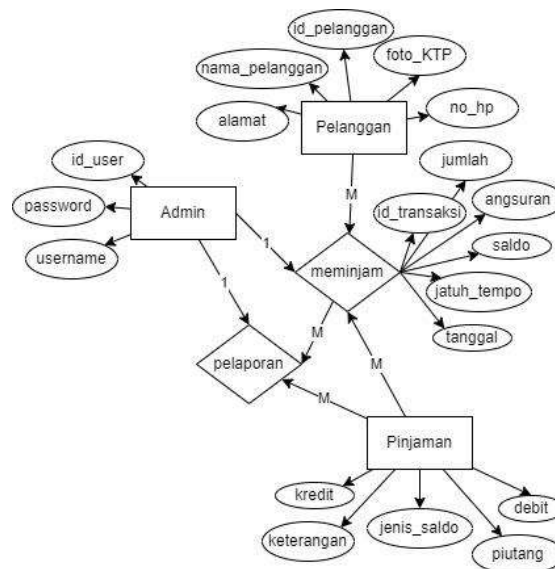 id_pelanggan
foto_KTP
nama_pelanggan
no_hp
alamat
Pelanggan
id_user
jumlah
M
password
Admin
id_transaksi
angsuran
1
username
saldo
meminjam
1
jatuh_tempo
M
tanggal
pelaporan
M
M
Pinjaman
kredit
debit
jenis_saldo
keterangan
piutang